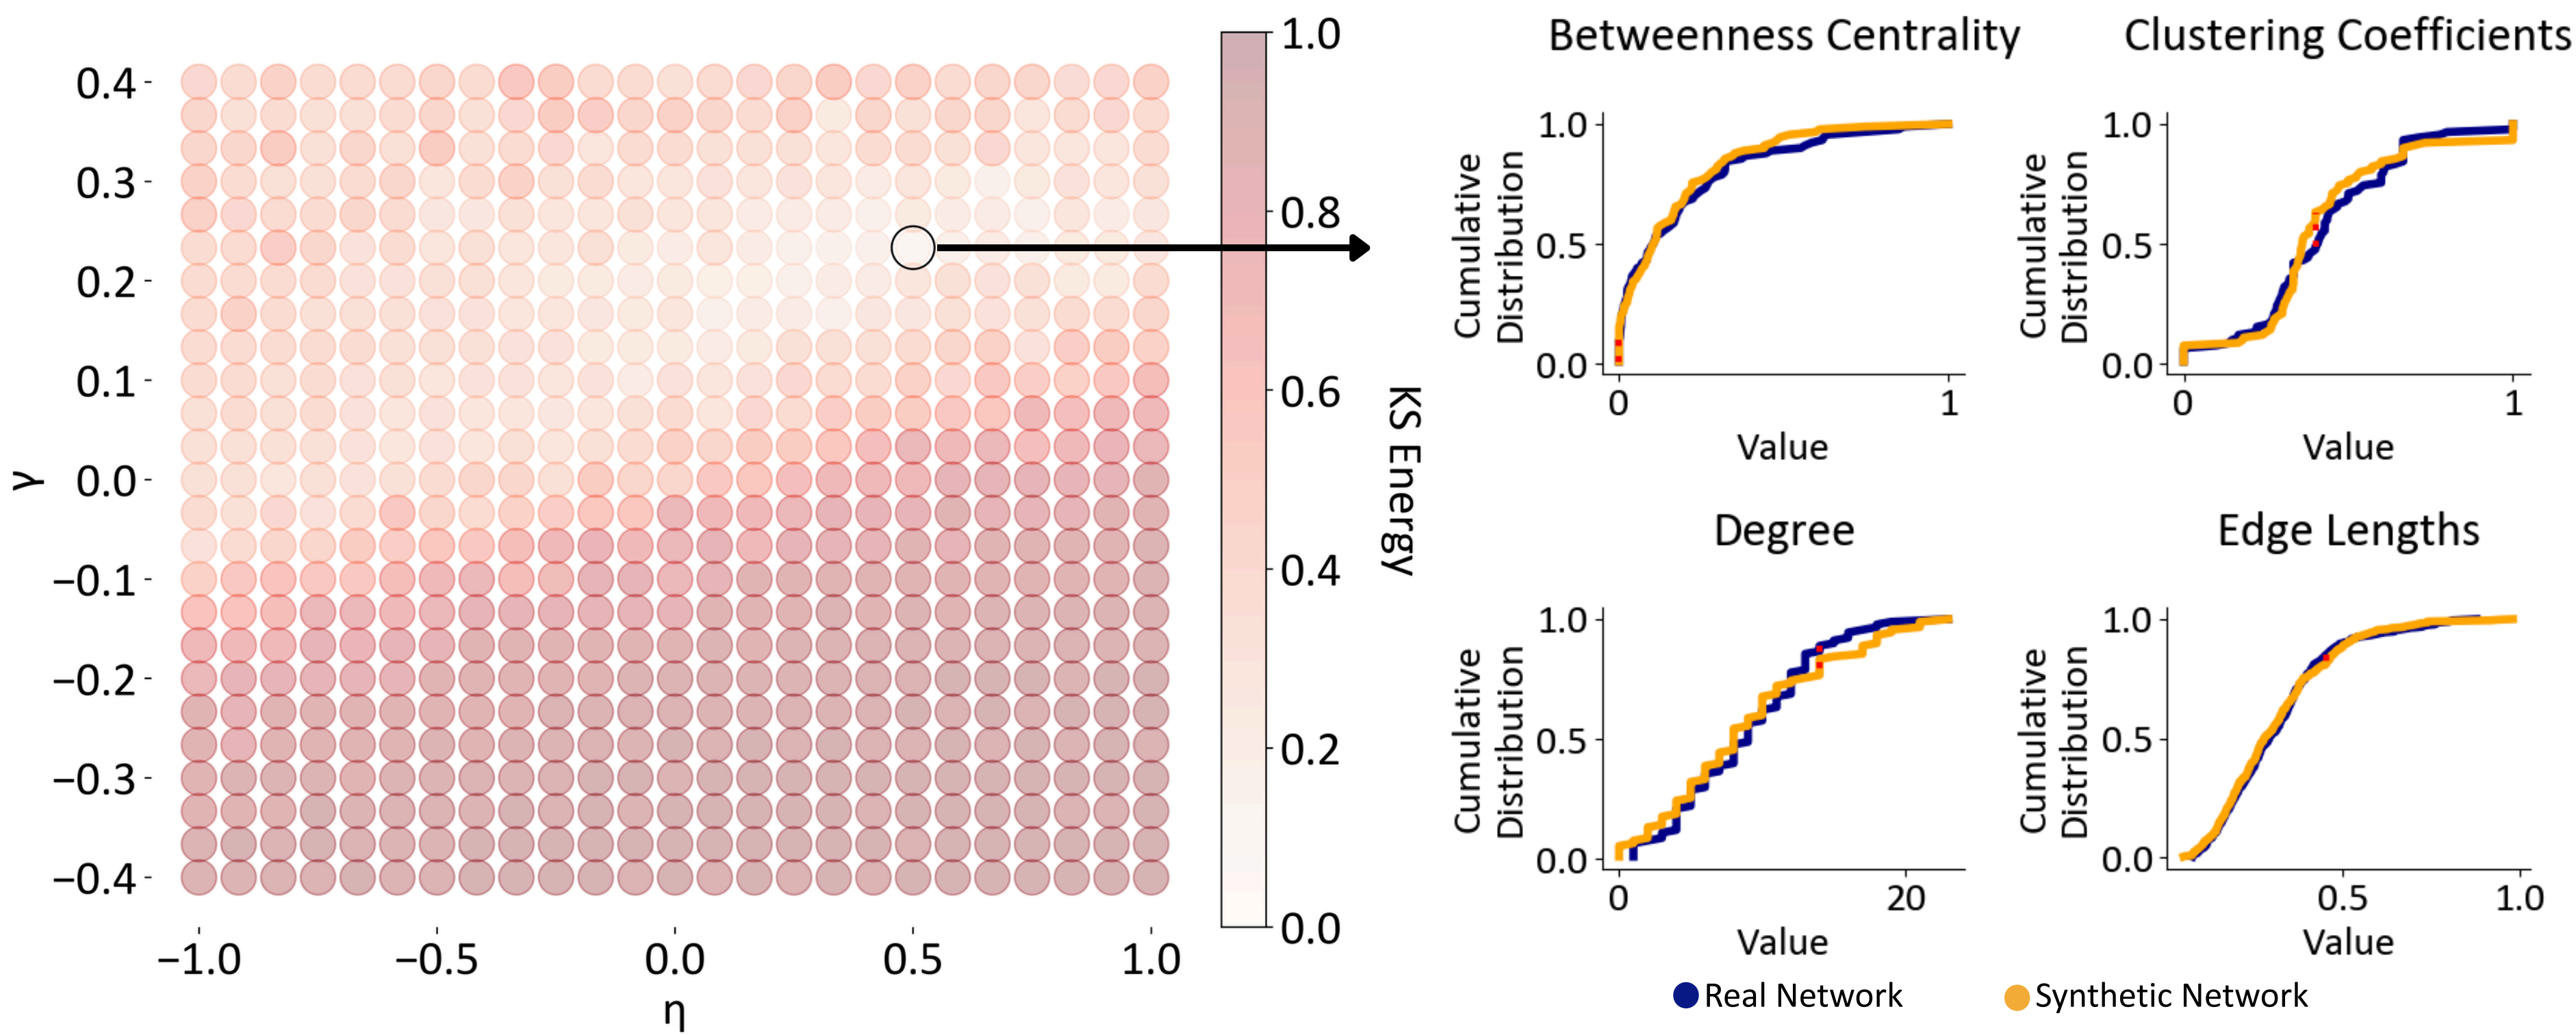 γ
0.4
0.3
0.2
0.1
0.0
−0.1
−0.2
−0.3
−0.4
−1.0 −0.5 0.0 0.5 1.0
η
1.0
0.8
0.6
0.4
0.2
0.0
KS Energy
Betweenness Centrality
Cumulative
Distribution
1.0
0.5
0.0
0 1
Value
Clustering Coefficients
Cumulative
Distribution
1.0
0.5
0.0
0 1
Value
Degree
Cumulative
Distribution
1.0
0.5
0.0
0 20
Value
Edge Lengths
Cumulative
Distribution
1.0
0.5
0.0
0.5 1.0
Value
Real Network
Synthetic Network